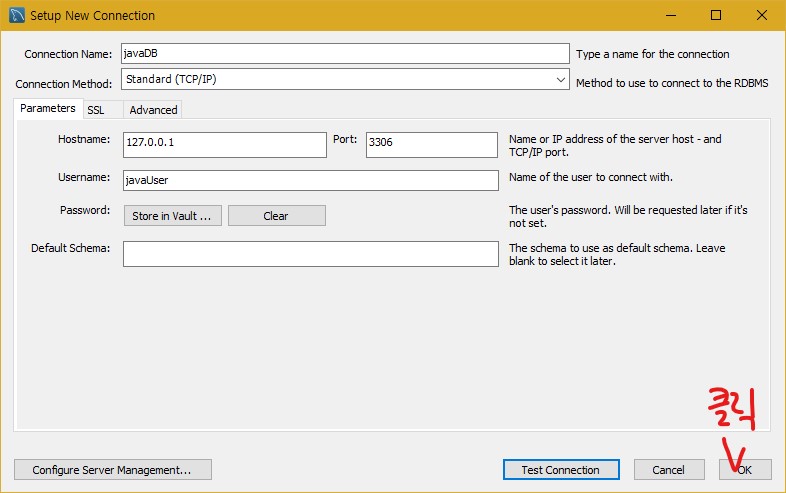 Setup New Connection
Connection Name: javaDB Type a name for the connection
Connection Method: Standard (TCP/IP) Method to use to connect to the RDBMS
Parameters SSL Advanced
Hostname: 127.0.0.1 Port: 3306 Name or IP address of the server host - and
TCP/IP port.
Username: javaUser Name of the user to connect with.
Password: Store in Vault ... Clear The user's password. Will be requested later if it's
not set.
Default Schema: The schema to use as default schema. Leave
blank to select it later.
클릭
Configure Server Management... Test Connection Cancel OK